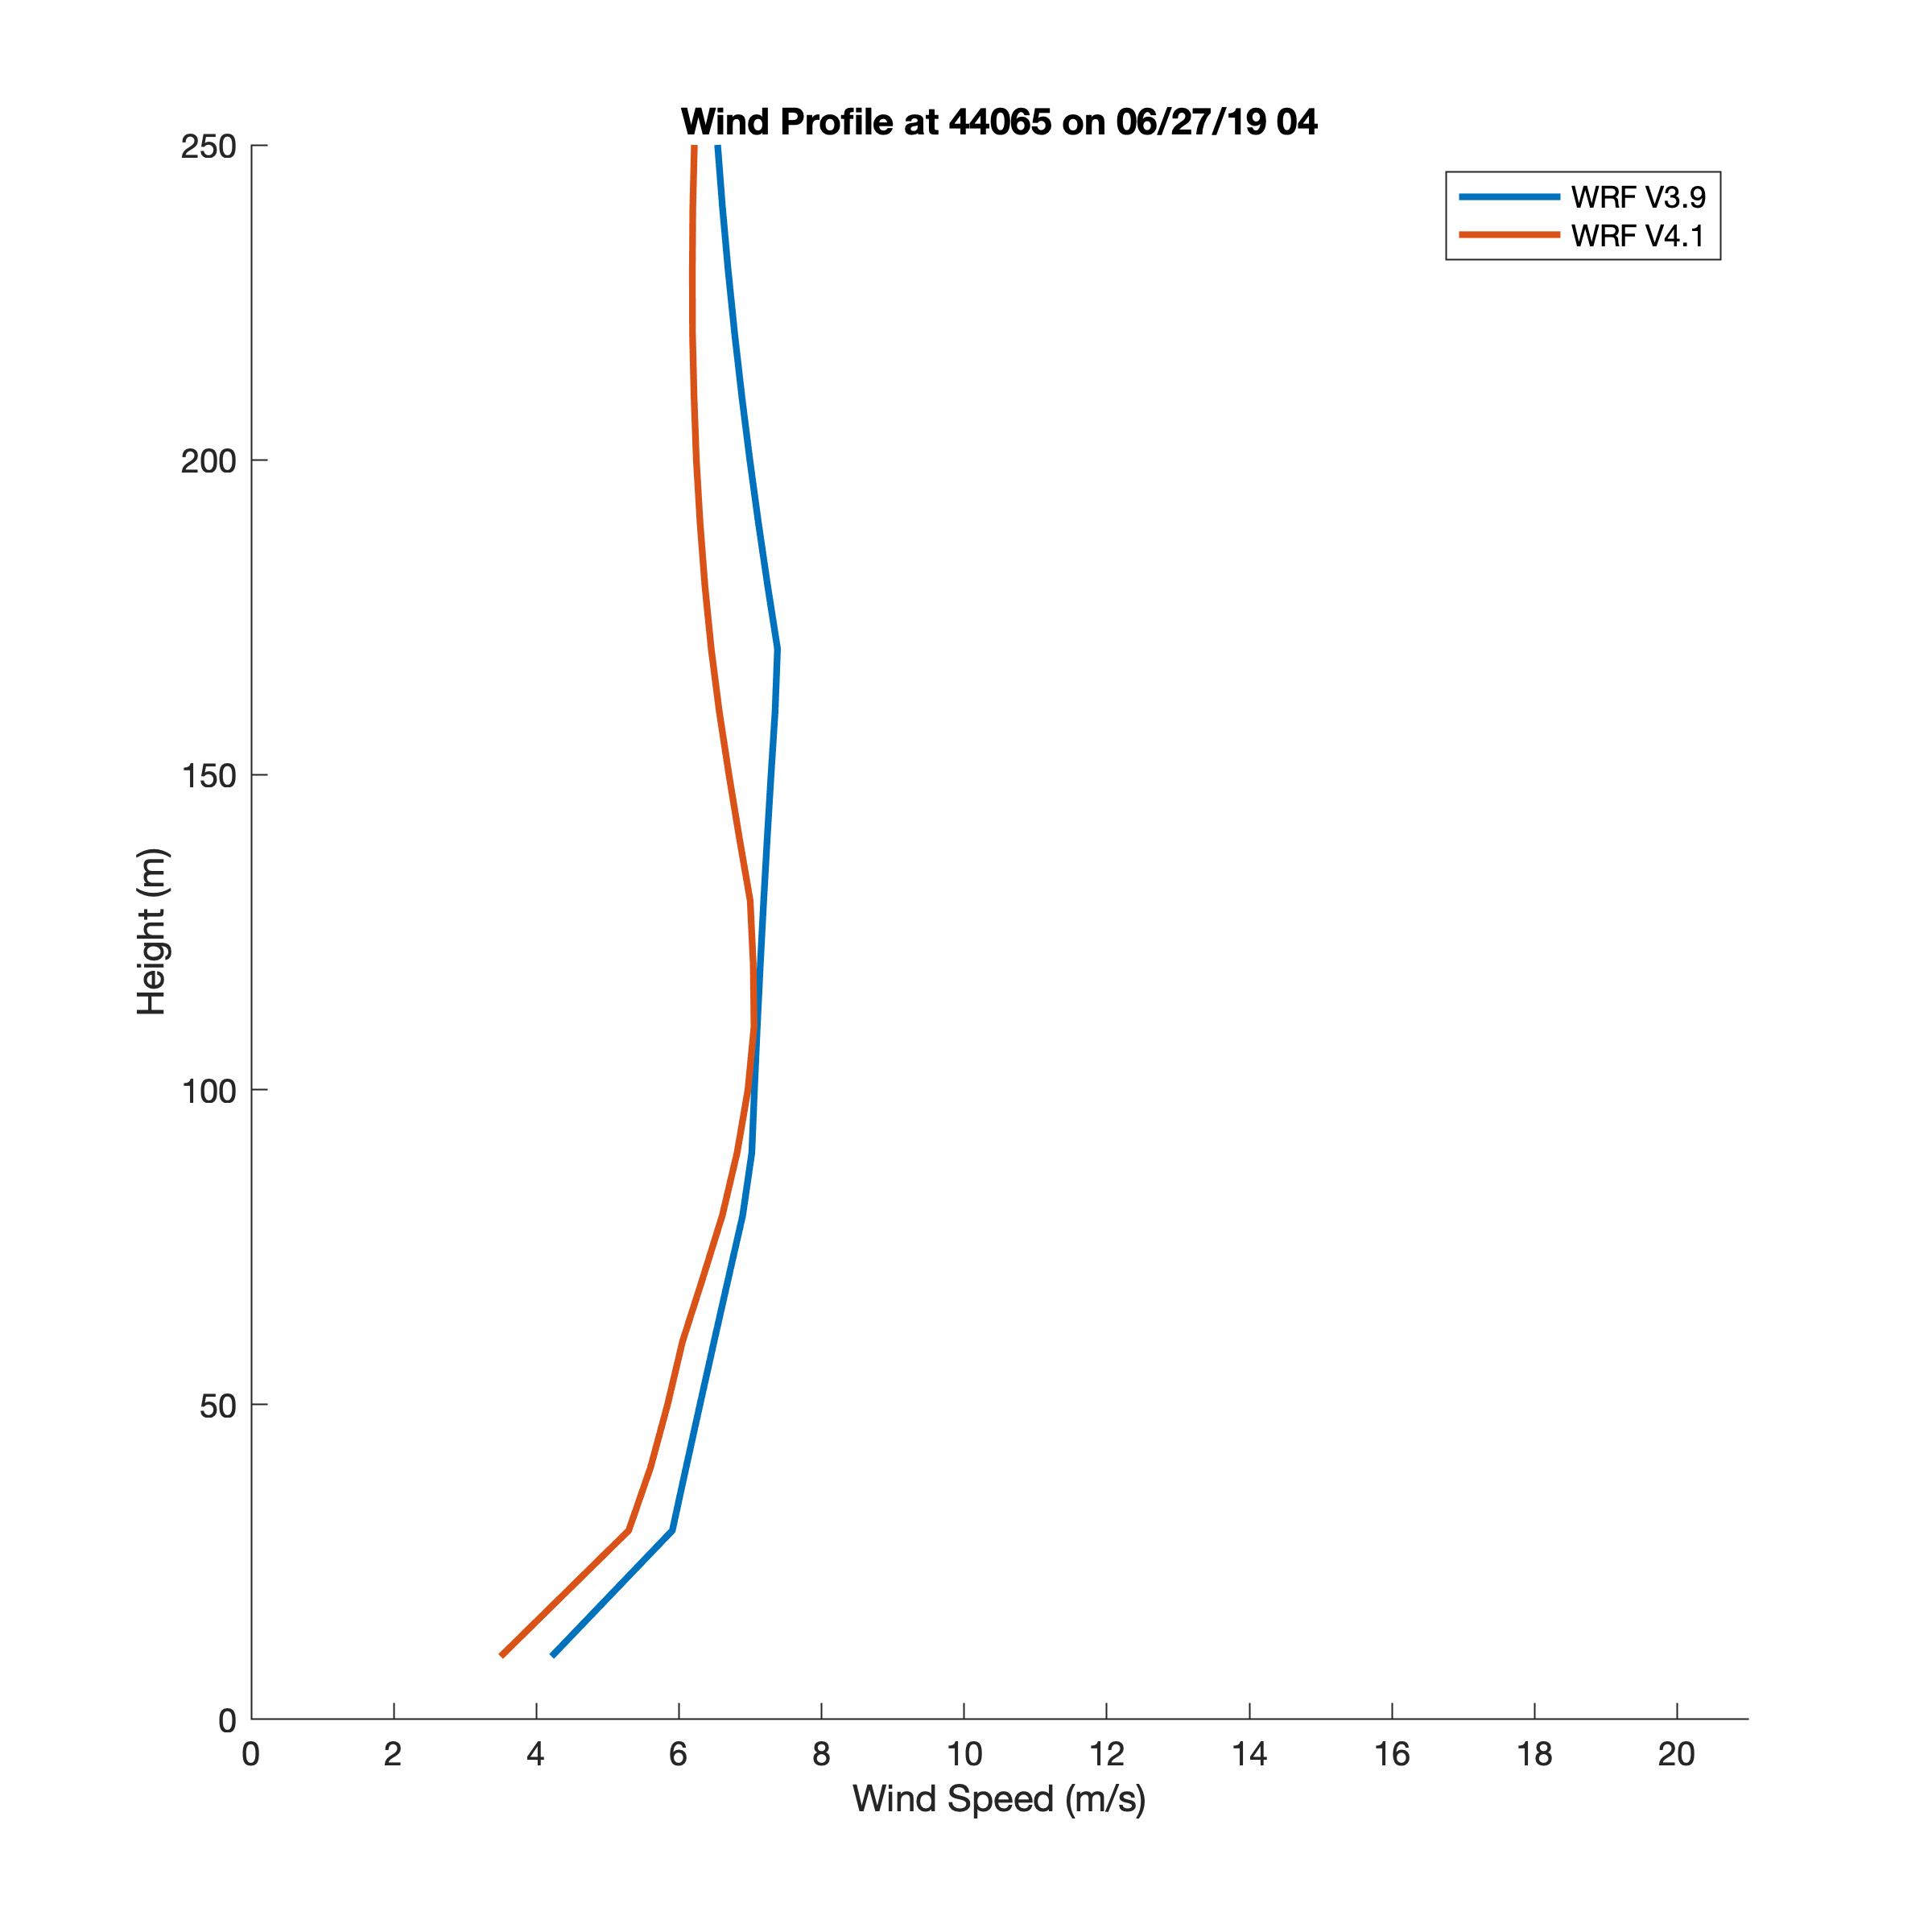 Wind Profile at 44065 on 06/27/19 04
WRF V3.9
WRF V4.1
250
200
150
100
50
0
Height (m)
0 2 4 6 8 10 12 14 16 18 20
Wind Speed (m/s)